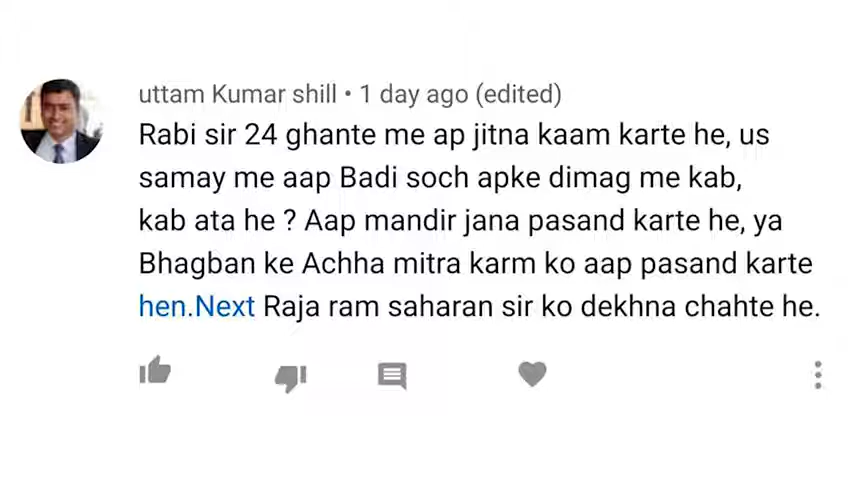 uttam Kumar shill • 1 day ago (edited)
Rabi sir 24 ghante me ap jitna kaam karte he, us
samay me aap Badi soch apke dimag me kab,
kab ata he ? Aap mandir jana pasand karte he, ya
Bhagban ke Achha mitra karm ko aap pasand karte
hen.Next Raja ram saharan sir ko dekhna chahte he.